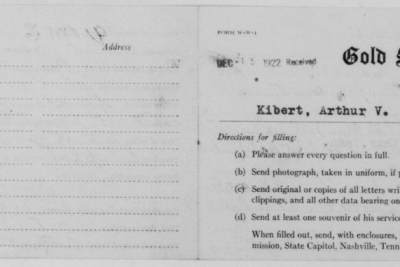 Address
FORM W-W-1
DEC 15 1922 Received
Gold
Kibert, Arthur V.
Directions for filling:
(a) Please answer every question in full.
(b) Send photograph, taken in uniform, if p
(c) Send original or copies of all letters wri
clippings, and all other data bearing on
(d) Send at least one souvenir of his service
When filled out, send, with enclosures,
mission, State Capitol, Nashville, Tenn